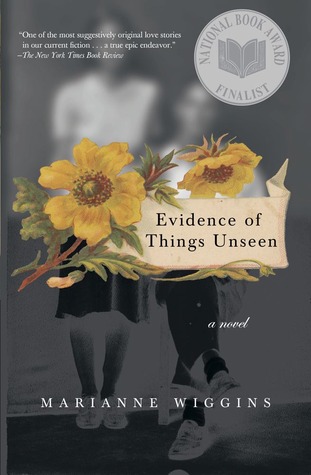 "One of the most suggestively original love stories
in our current fiction . . . a true epic endeavor."
—The New York Times Book Review
NATIONAL BOOK AWARD
FINALIST
Evidence of
Things Unseen
a novel
MARIANNE WIGGINS